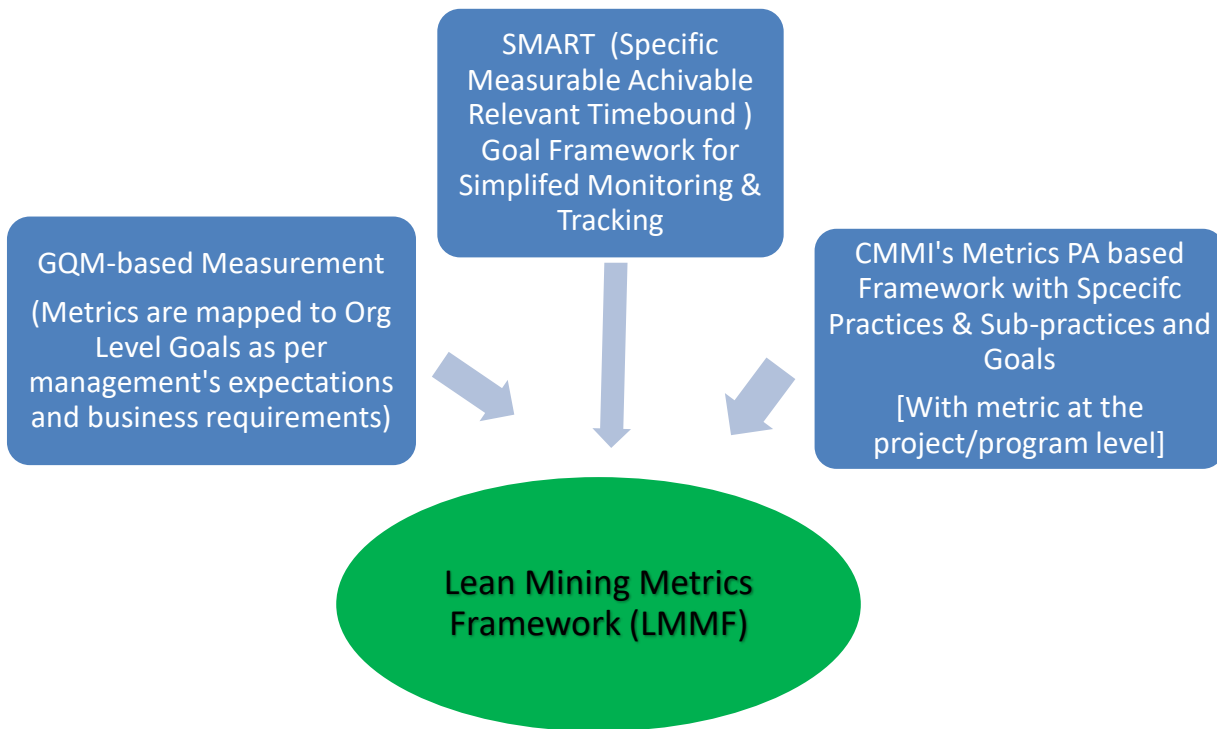 SMART  (Specific
Measurable Achivable
Relevant Timebound )
Goal Framework for
Simplifed Monitoring &
Tracking
GQM-based Measurement
(Metrics are mapped to Org
Level Goals as per
management's expectations
and business requirements)
CMMI's Metrics PA based
Framework with Spcecifc
Practices & Sub-practices and
Goals
[With metric at the
project/program level]
Lean Mining Metrics
Framework (LMMF)